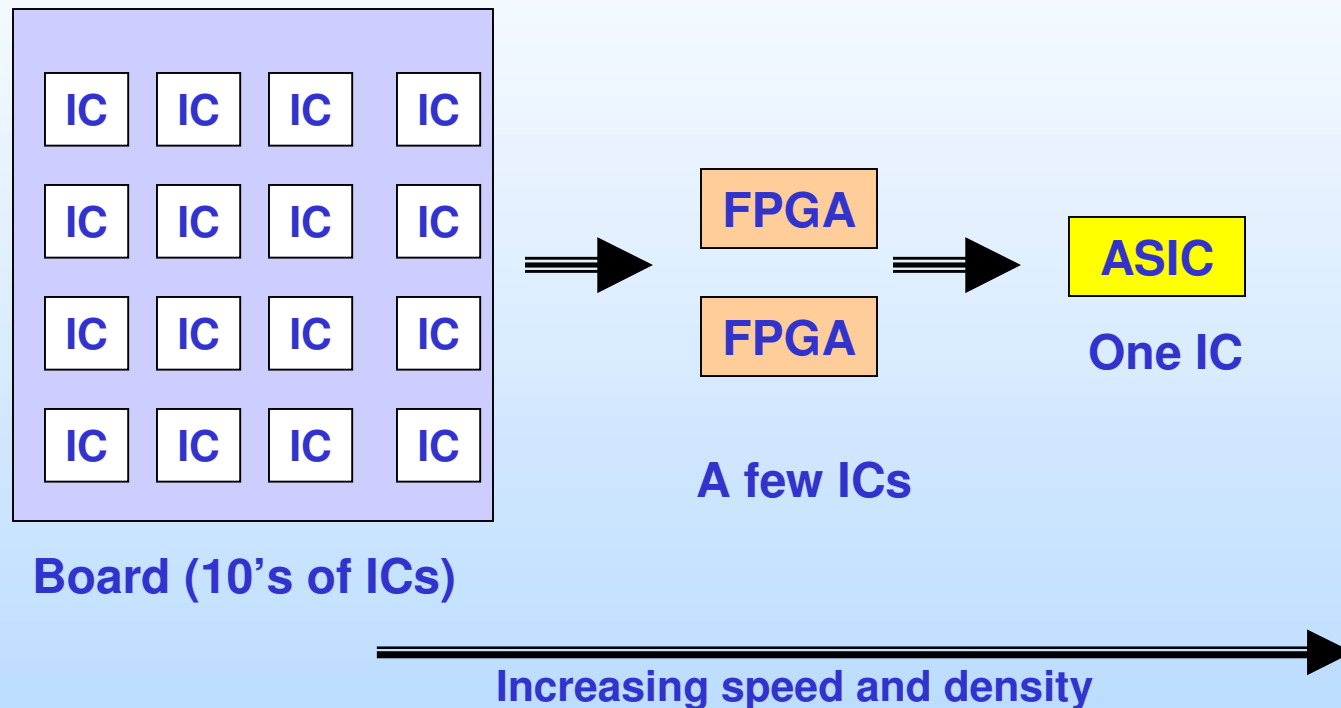 IC IC IC IC
IC IC IC IC
IC IC IC IC
IC IC IC IC
Board (10’s of ICs)
FPGA
FPGA
A few ICs
ASIC
One IC
Increasing speed and density